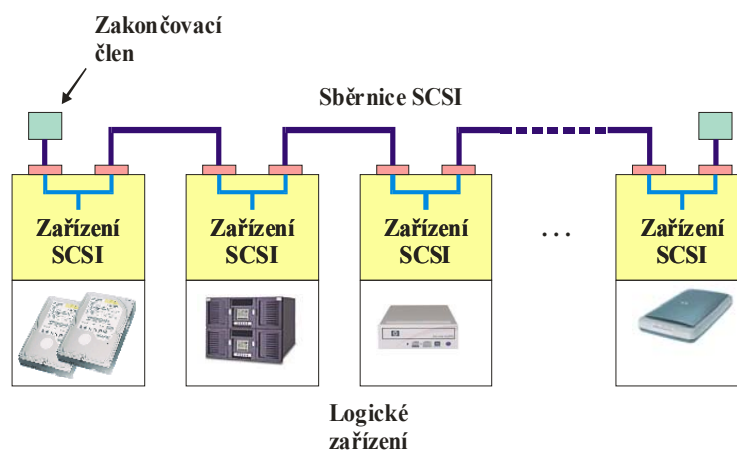 Zakončovací
člen
Sběrnice SCSI
Zařízení
SCSI
Zařízení
SCSI
Zařízení
SCSI
...
Zařízení
SCSI
Logické
zařízení